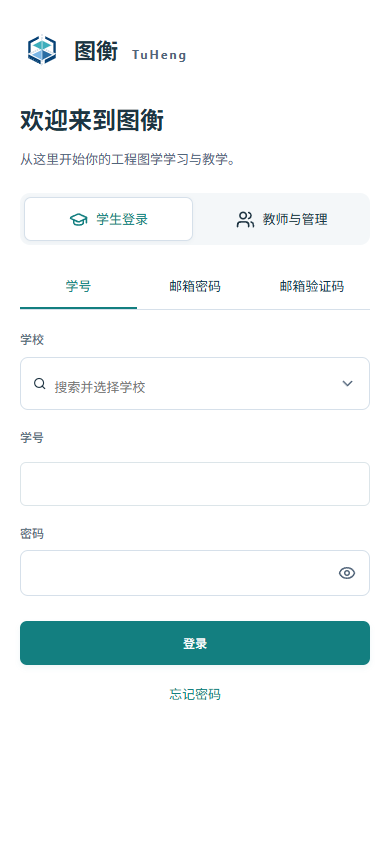 图衡 TuHeng
欢迎来到图衡
从这里开始你的工程图学学习与教学。
学生登录 教师与管理
学号 邮箱密码 邮箱验证码
学校
搜索并选择学校
学号
密码
登录
忘记密码